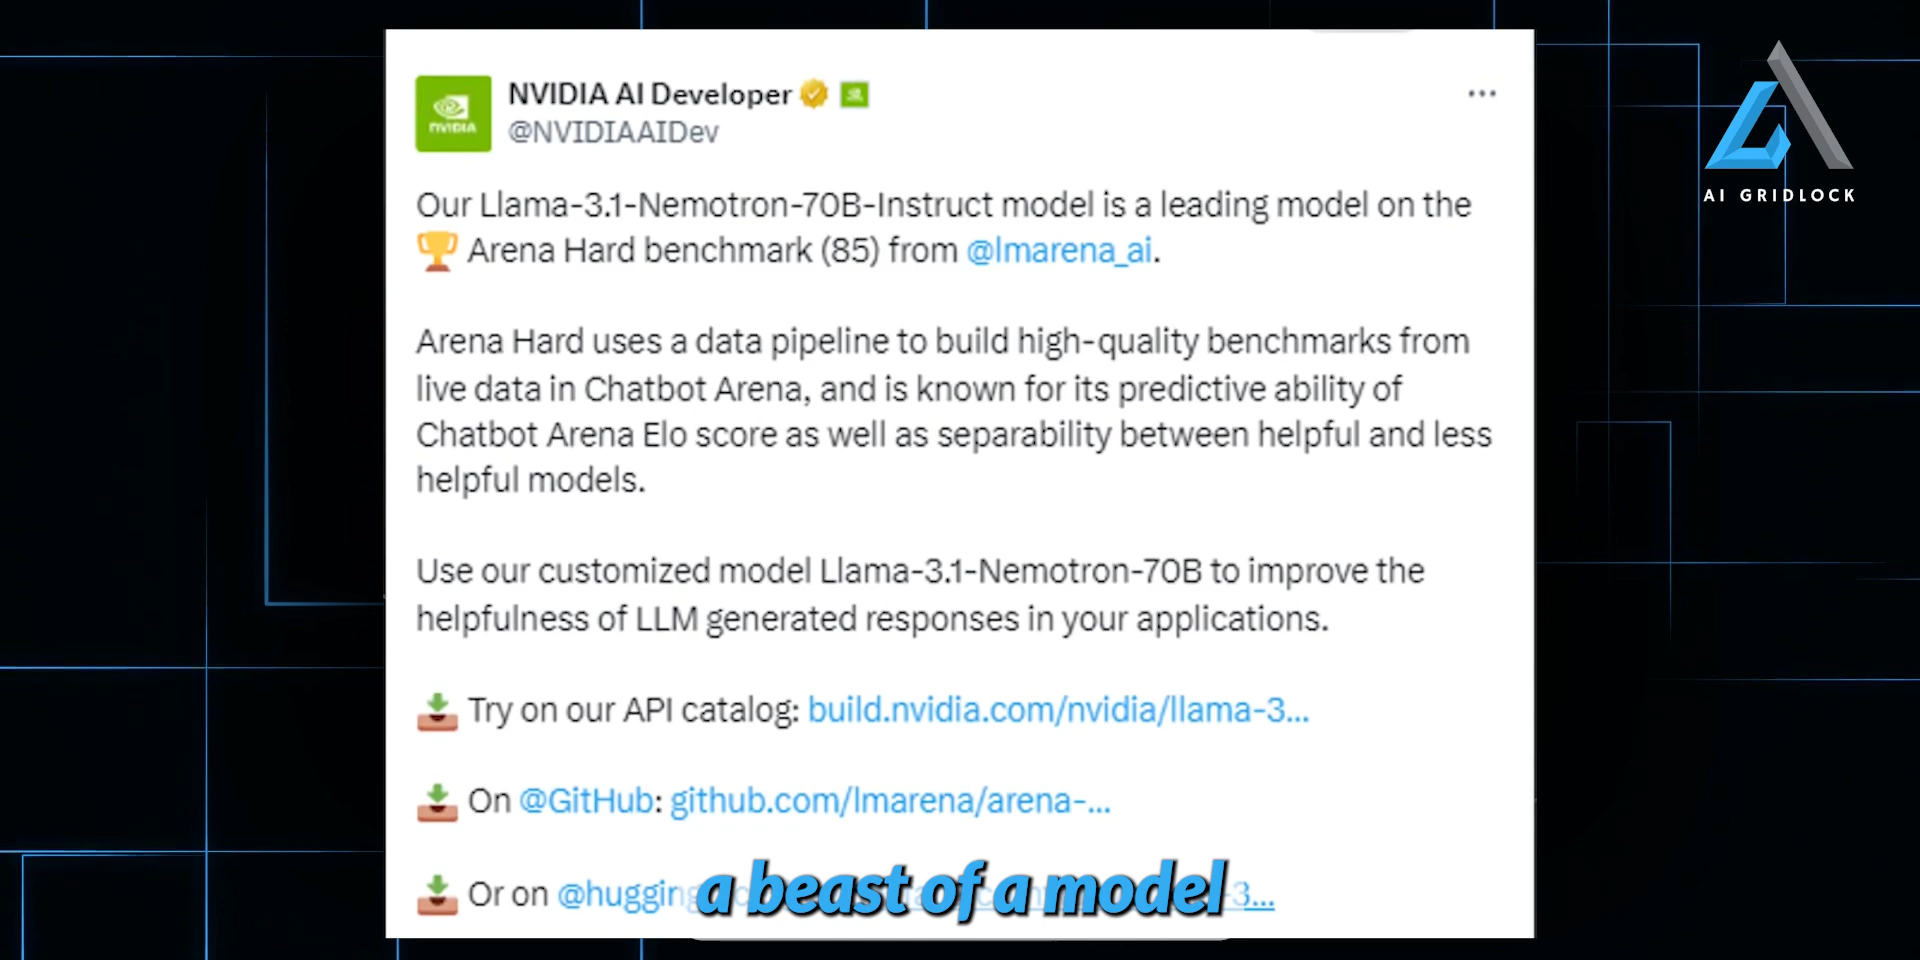 NVIDIA AI Developer
@NVIDIAAIDev
NVIDIA
AI GRIDLOCK
Our Llama-3.1-Nemotron-70B-Instruct model is a leading model on the
Arena Hard benchmark (85) from @lmarena_ai.
Arena Hard uses a data pipeline to build high-quality benchmarks from
live data in Chatbot Arena, and is known for its predictive ability of
Chatbot Arena Elo score as well as separability between helpful and less
helpful models.
Use our customized model Llama-3.1-Nemotron-70B to improve the
helpfulness of LLM generated responses in your applications.
Try on our API catalog: build.nvidia.com/nvidia/llama-3...
On @GitHub: github.com/lmarena/arena-...
Or on 3...
a beast of a model